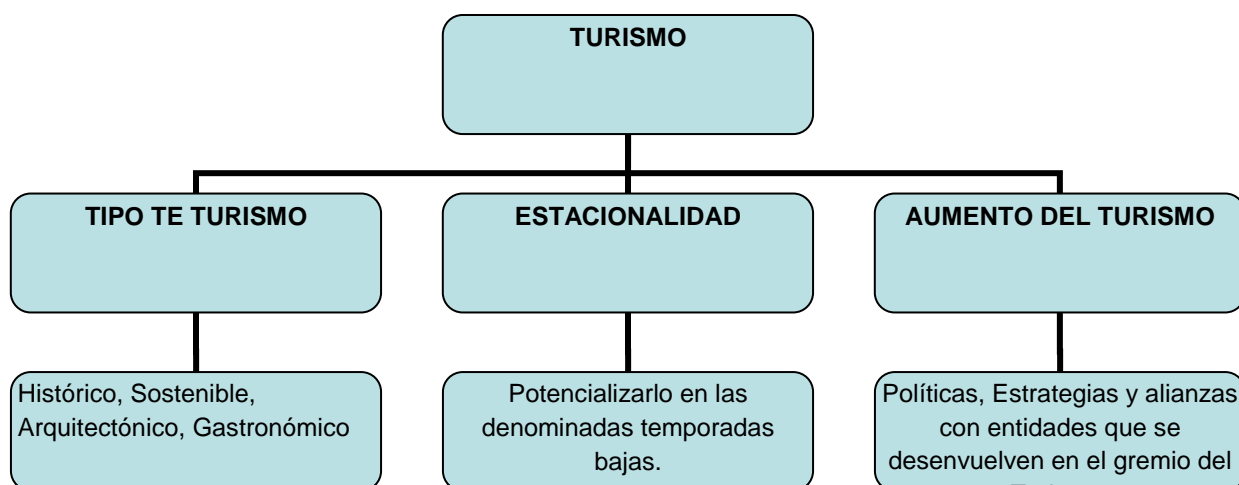 TURISMO
TIPO TE TURISMO
ESTACIONALIDAD
AUMENTO DEL TURISMO
Histórico, Sostenible,
Arquitectónico, Gastronómico
Potencializarlo en las
denominadas temporadas
bajas.
Políticas, Estrategias y alianzas
con entidades que se
desenvuelven en el gremio del